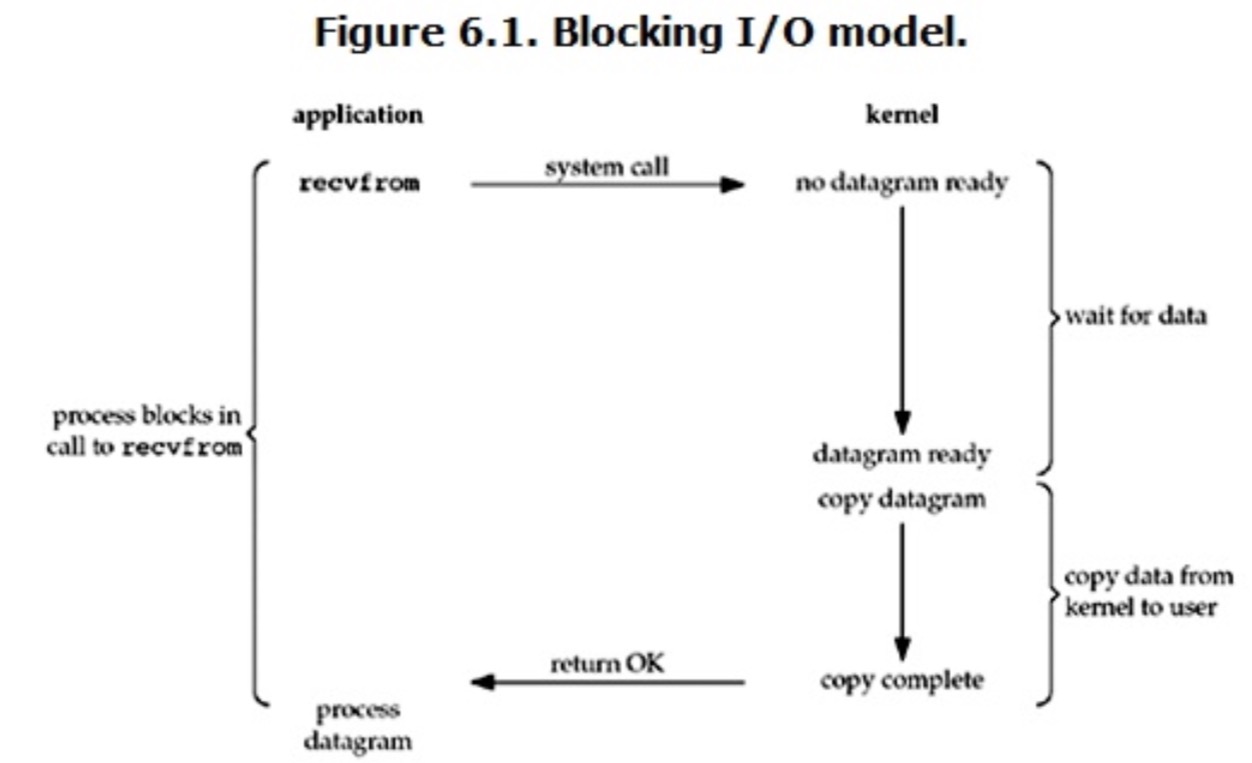 Figure 6.1. Blocking I/O model.
application
kernel
recvfrom
system call
no datagram ready
wait for data
process blocks in
call to recvfrom
datagram ready
copy datagram
copy data from
kernel to user
return OK
copy complete
process
datagram